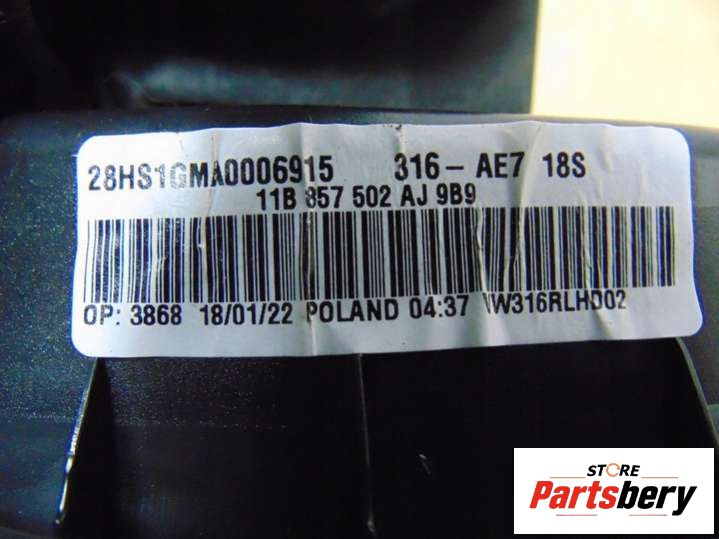 28HS1GMA0006915 316-AE7 18S
11B 857 502 AJ 9B9
OP: 3868 18/01/22 POLAND 04:37 VW316RLHD02
STORE
Partsbery